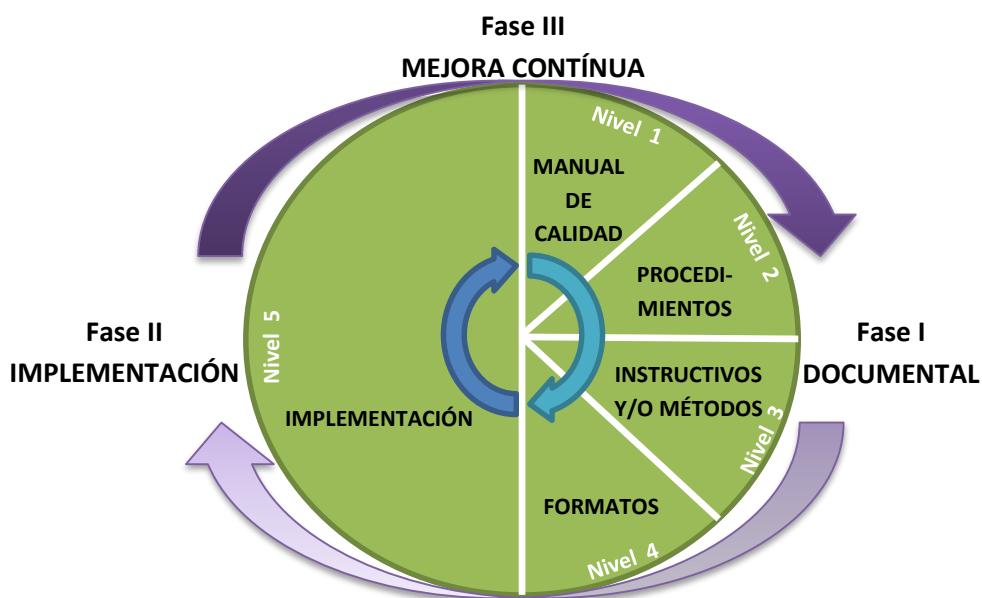 Fase III
MEJORA CONTÍNUA
Nivel 1
MANUAL
DE
CALIDAD
Nivel 2
PROCEDI-
MIENTOS
Fase I
DOCUMENTAL
Nivel 3
INSTRUCTIVOS
Y/O MÉTODOS
Nivel 4
FORMATOS
Fase II
IMPLEMENTACIÓN
Nivel 5
IMPLEMENTACIÓN